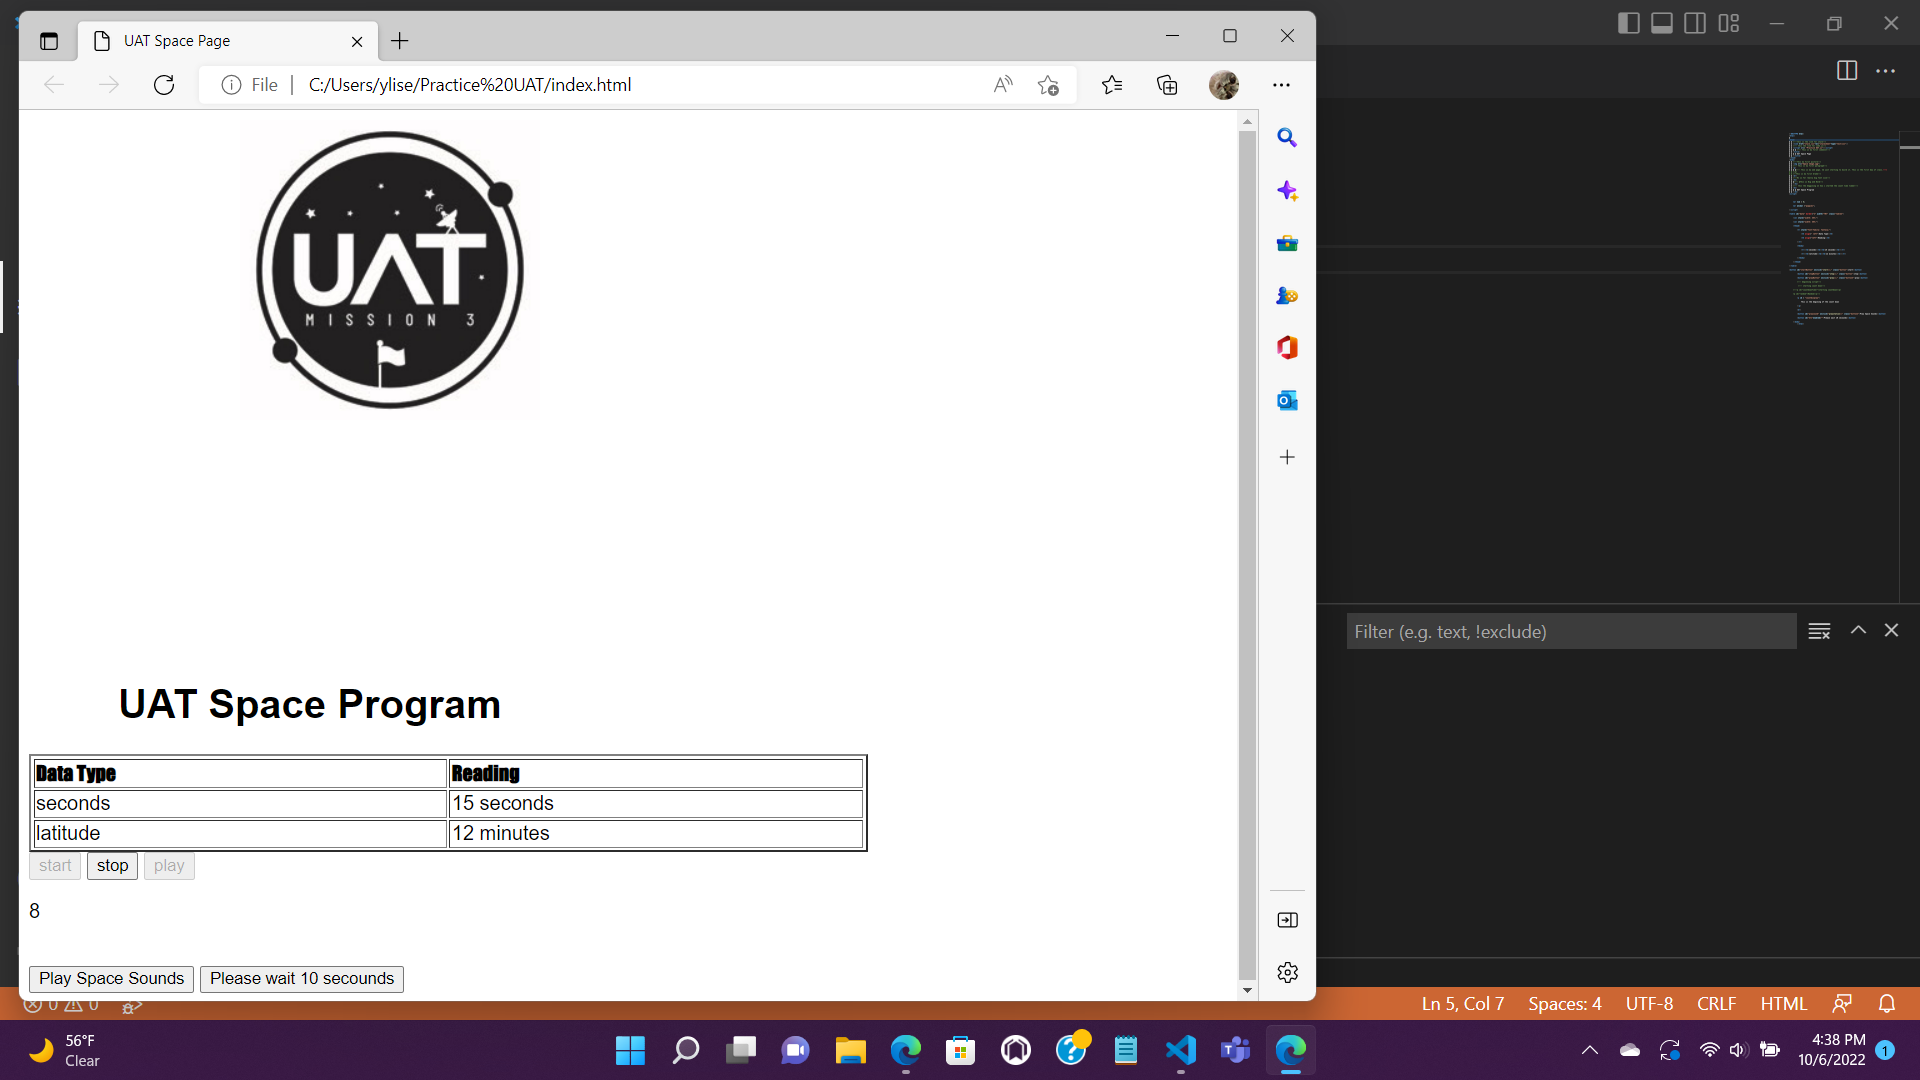 UAT Space Page
File | C:/Users/ylise/Practice%20UAT/index.html
UAT
MISSION 3
UAT Space Program
Data Type Reading
seconds 15 seconds
latitude 12 minutes
start stop play
8
Play Space Sounds Please wait 10 secounds
Filter (e.g. text, !exclude)
0 0 Ln 5, Col 7 Spaces: 4 UTF-8 CRLF HTML
56°F
Clear
4:38 PM
10/6/2022
1